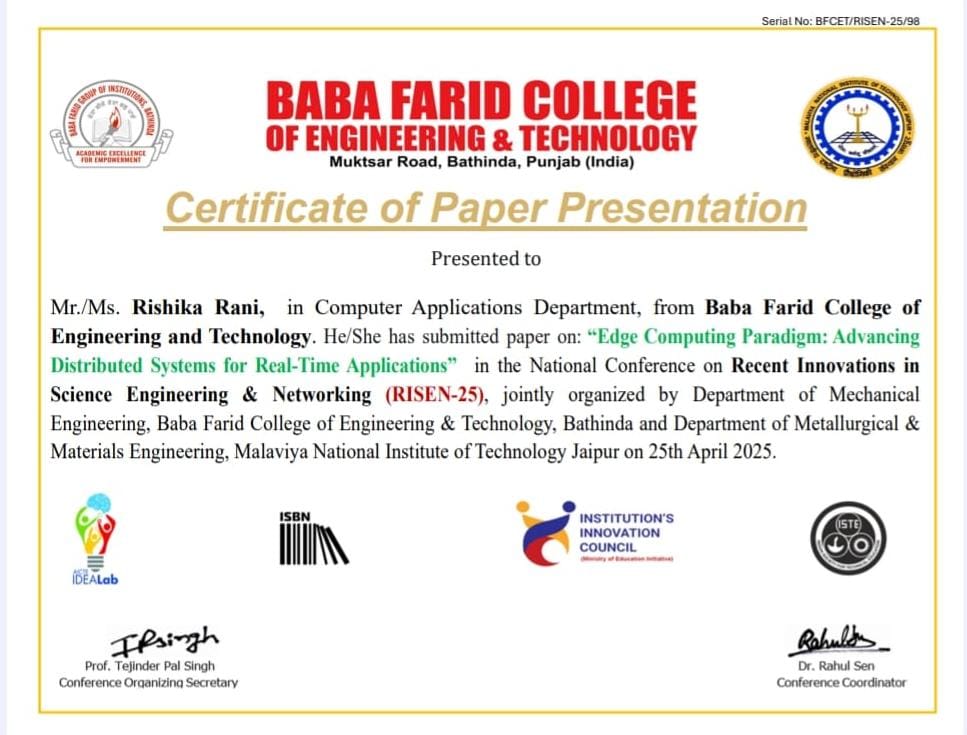 Serial No: BFCET/RISEN-25/98
BABA FARID GROUP OF INSTITUTIONS, BATHINDA
ACADEMIC EXCELLENCE
FOR EMPOWERMENT
BABA FARID COLLEGE
OF ENGINEERING & TECHNOLOGY
Muktsar Road, Bathinda, Punjab (India)
MALAVIYA NATIONAL INSTITUTE OF TECHNOLOGY JAIPUR
Certificate of Paper Presentation
Presented to
Mr./Ms. Rishika Rani, in Computer Applications Department, from Baba Farid College of
Engineering and Technology. He/She has submitted paper on: “Edge Computing Paradigm: Advancing
Distributed Systems for Real-Time Applications” in the National Conference on Recent Innovations in
Science Engineering & Networking (RISEN-25), jointly organized by Department of Mechanical
Engineering, Baba Farid College of Engineering & Technology, Bathinda and Department of Metallurgical &
Materials Engineering, Malaviya National Institute of Technology Jaipur on 25th April 2025.
AICTE
IDEALab
ISBN
INSTITUTION'S
INNOVATION
COUNCIL
(Ministry of Education Initiative)
ISTE
TPSingh
Rahul
Prof. Tejinder Pal Singh
Conference Organizing Secretary
Dr. Rahul Sen
Conference Coordinator